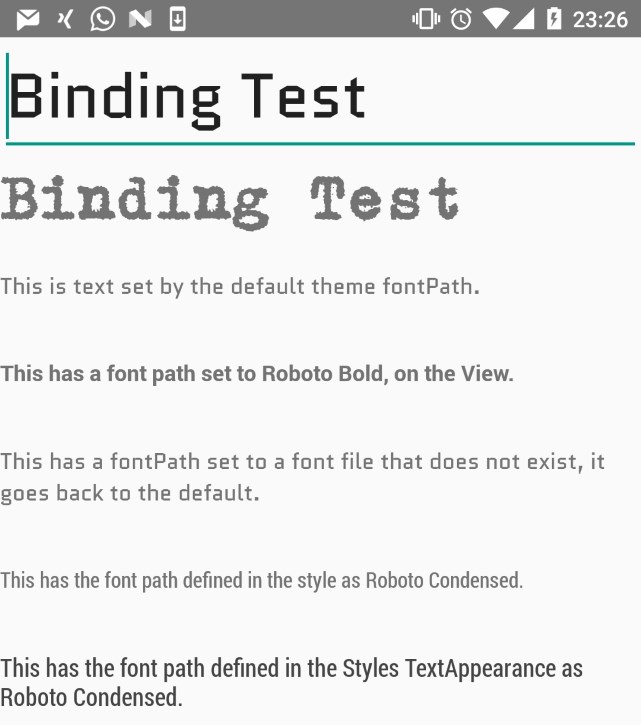 23:26
Binding Test
Binding Test
This is text set by the default theme fontPath.
This has a font path set to Roboto Bold, on the View.
This has a fontPath set to a font file that does not exist, it
goes back to the default.
This has the font path defined in the style as Roboto Condensed.
This has the font path defined in the Styles TextAppearance as
Roboto Condensed.